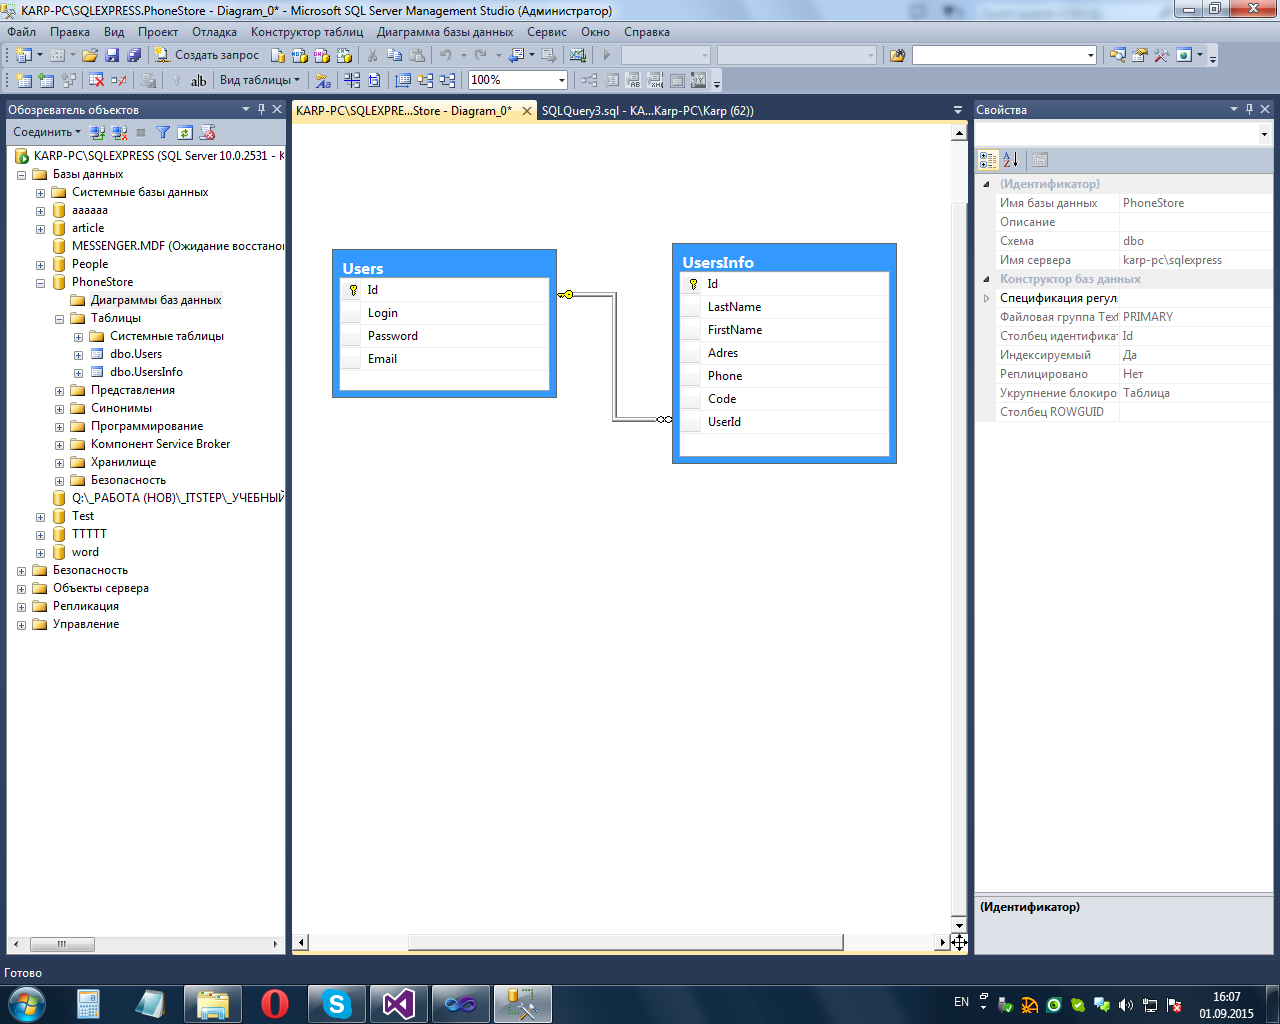 KARP-PC\SQLEXPRESS.PhoneStore - Diagram_0* - Microsoft SQL Server Management Studio (Администратор)
Файл Правка Вид Проект Отладка Конструктор таблиц Диаграмма базы данных Сервис Окно Справка
Создать запрос
Вид таблицы 100%
Обозреватель объектов
Соединить
KARP-PC\SQLEXPRESS (SQL Server 10.0.2531 - K
Базы данных
Системные базы данных
aaaaaa
article
MESSENGER.MDF (Ожидание восстанов
People
PhoneStore
Диаграммы баз данных
Таблицы
Системные таблицы
dbo.Users
dbo.UsersInfo
Представления
Синонимы
Программирование
Компонент Service Broker
Хранилище
Безопасность
Q:\_РАБОТА (НОВ)\_ITSTEP\_УЧЕБНЫЙ
Test
TTTTT
word
Безопасность
Объекты сервера
Репликация
Управление
KARP-PC\SQLEXPRE...Store - Diagram_0* SQLQuery3.sql - KA...Karp-PC\Karp (62))
Users
Id
Login
Password
Email
UsersInfo
Id
LastName
FirstName
Adres
Phone
Code
UserId
Свойства
(Идентификатор)
Имя базы данных PhoneStore
Описание
Схема dbo
Имя сервера karp-pc\sqlexpress
Конструктор баз данных
Спецификация регул.
Файловая группа Text PRIMARY
Столбец идентификат Id
Индексируемый Да
Реплицировано Нет
Укрупнение блокиро Таблица
Столбец ROWGUID
(Идентификатор)
Готово
EN 16:07
01.09.2015